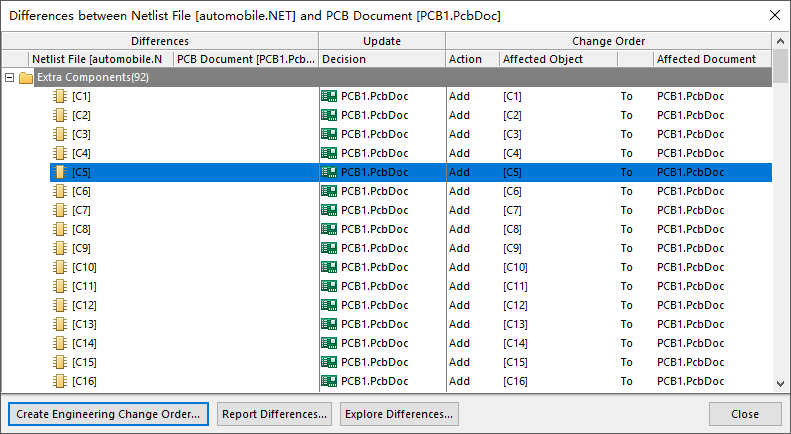 Differences between Netlist File [automobile.NET] and PCB Document [PCB1.PcbDoc]
Differences Update Change Order
Netlist File [automobile.N PCB Document [PCB1.Pcb... Decision Action Affected Object Affected Document
Extra Components(92)
[C1] PCB1.PcbDoc Add [C1] To PCB1.PcbDoc
[C2] PCB1.PcbDoc Add [C2] To PCB1.PcbDoc
[C3] PCB1.PcbDoc Add [C3] To PCB1.PcbDoc
[C4] PCB1.PcbDoc Add [C4] To PCB1.PcbDoc
[C5] PCB1.PcbDoc Add [C5] To PCB1.PcbDoc
[C6] PCB1.PcbDoc Add [C6] To PCB1.PcbDoc
[C7] PCB1.PcbDoc Add [C7] To PCB1.PcbDoc
[C8] PCB1.PcbDoc Add [C8] To PCB1.PcbDoc
[C9] PCB1.PcbDoc Add [C9] To PCB1.PcbDoc
[C10] PCB1.PcbDoc Add [C10] To PCB1.PcbDoc
[C11] PCB1.PcbDoc Add [C11] To PCB1.PcbDoc
[C12] PCB1.PcbDoc Add [C12] To PCB1.PcbDoc
[C13] PCB1.PcbDoc Add [C13] To PCB1.PcbDoc
[C14] PCB1.PcbDoc Add [C14] To PCB1.PcbDoc
[C15] PCB1.PcbDoc Add [C15] To PCB1.PcbDoc
[C16] PCB1.PcbDoc Add [C16] To PCB1.PcbDoc
Create Engineering Change Order... Report Differences... Explore Differences... Close